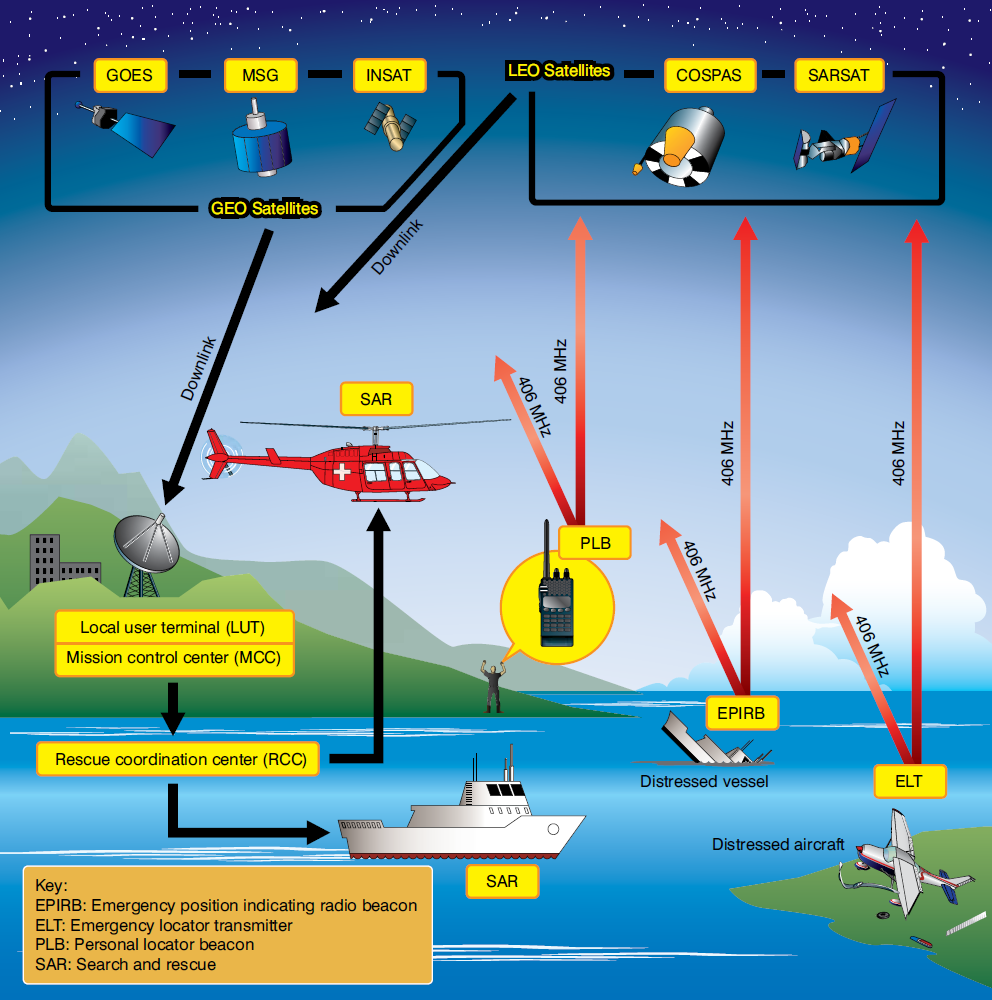 GOES
MSG
INSAT
LEO Satellites
COSPAS
SARSAT
GEO Satellites
Downlink
Downlink
SAR
406 MHz
406 MHz
406 MHz
406 MHz
406 MHz
406 MHz
PLB
Local user terminal (LUT)
Mission control center (MCC)
EPIRB
Rescue coordination center (RCC)
Distressed vessel
ELT
Distressed aircraft
SAR
Key:
EPIRB: Emergency position indicating radio beacon
ELT: Emergency locator transmitter
PLB: Personal locator beacon
SAR: Search and rescue